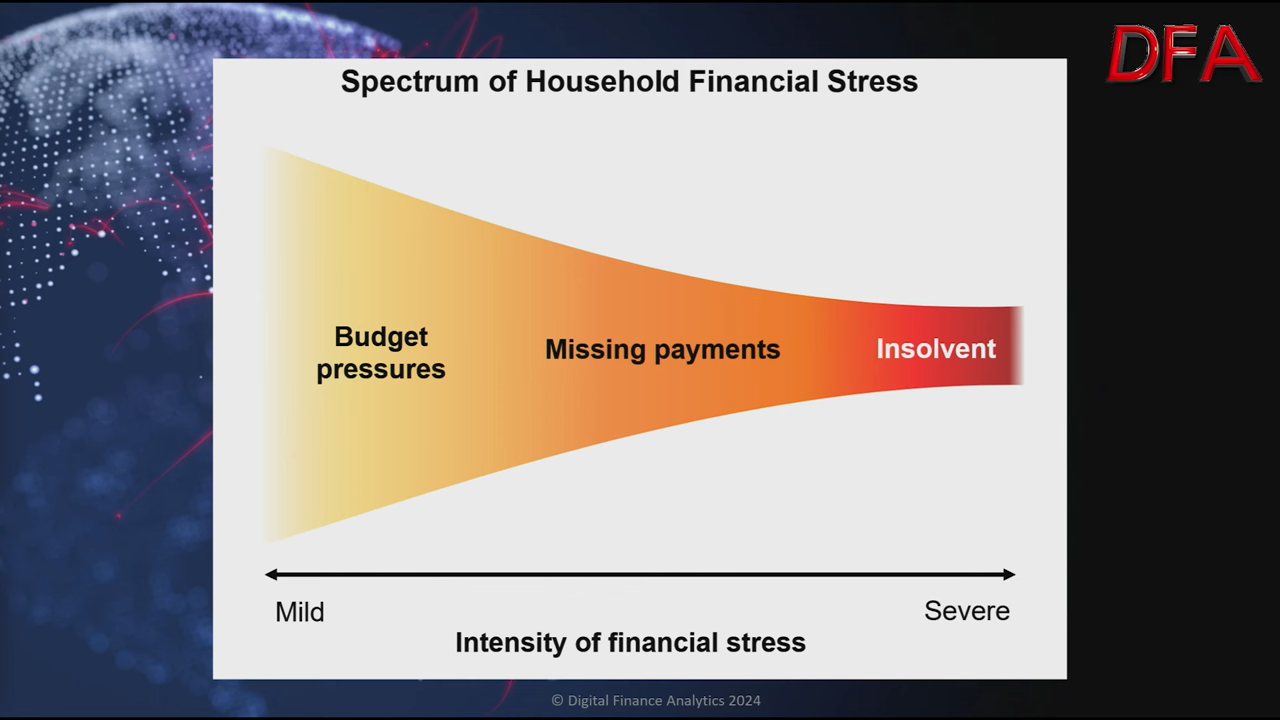 DFA
Spectrum of Household Financial Stress
Budget
pressures
Missing payments
Insolvent
Mild
Severe
Intensity of financial stress
© Digital Finance Analytics 2024